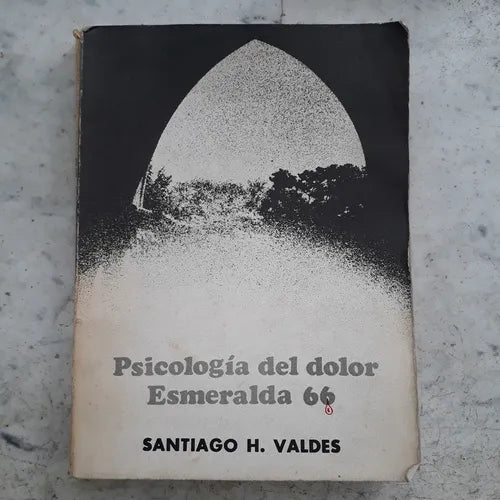 Psicología del dolor
Esmeralda 66
SANTIAGO H. VALDES